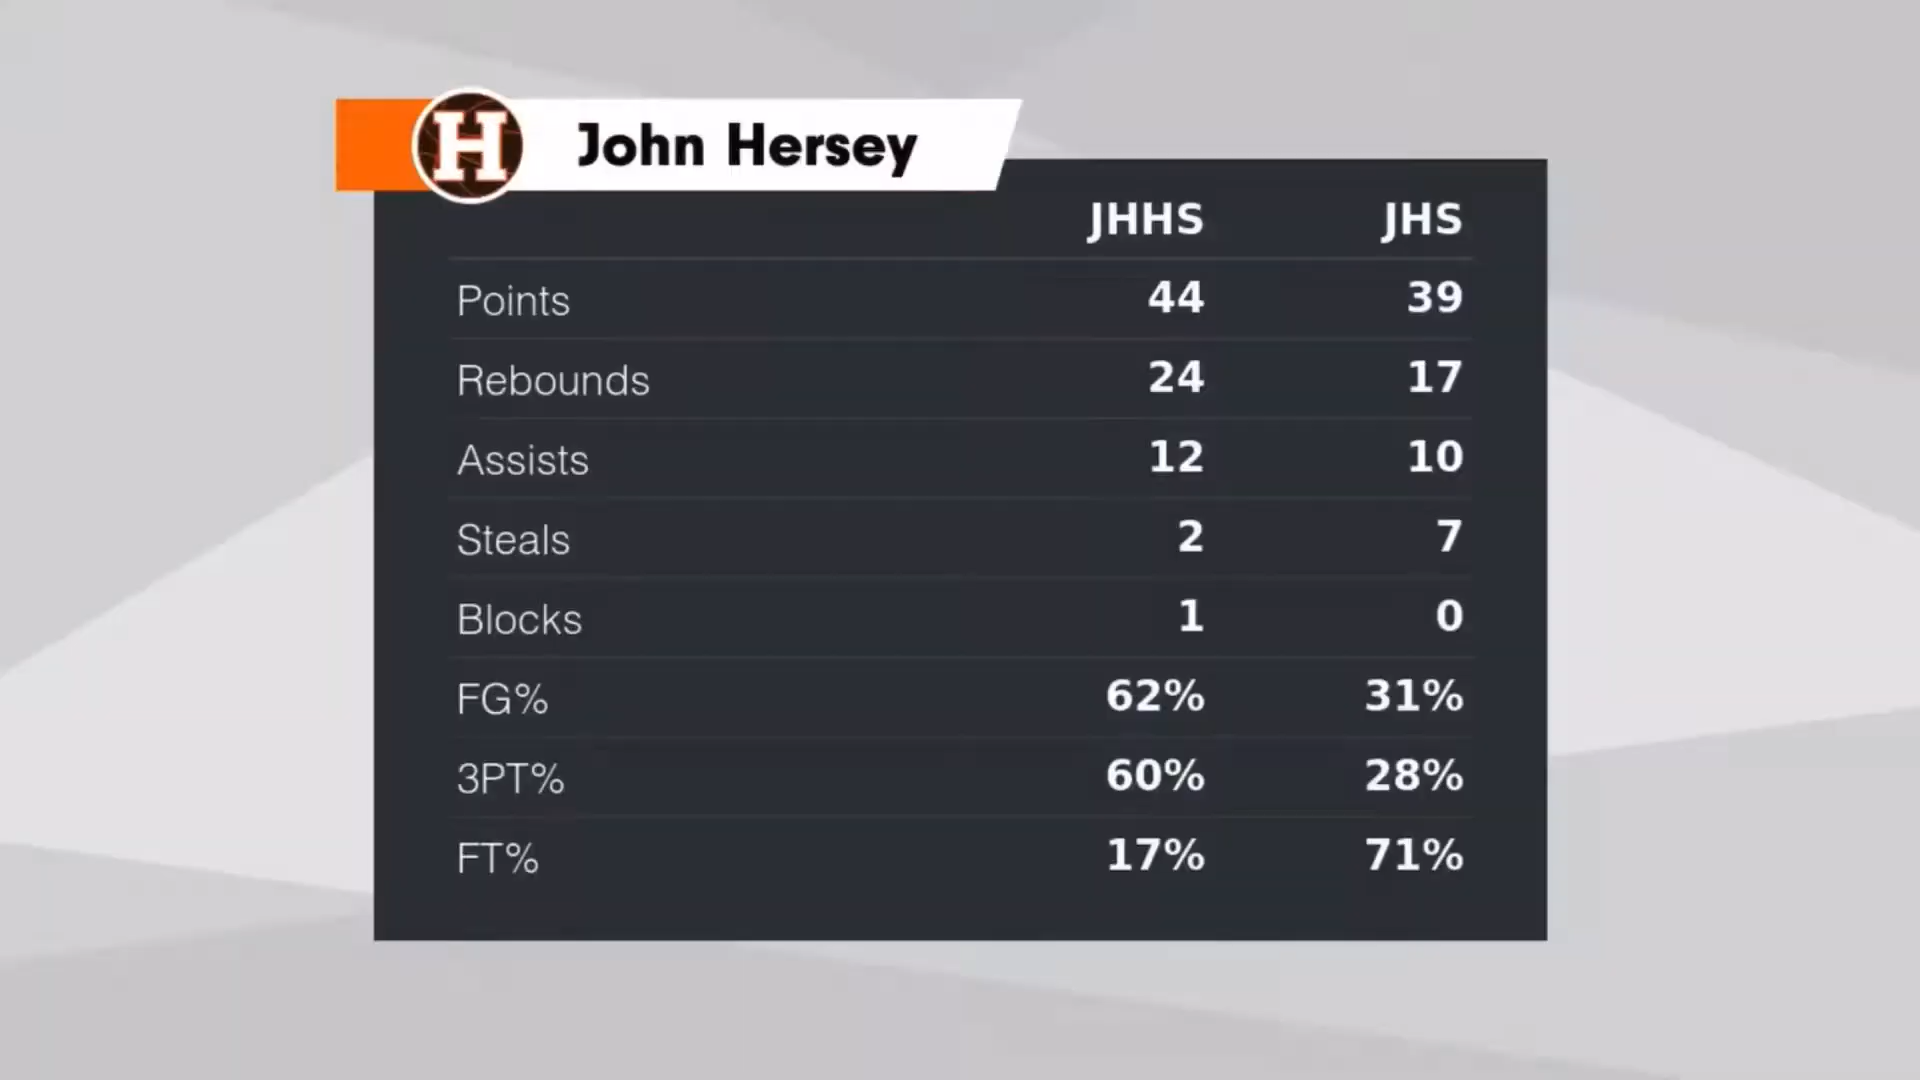 H John Hersey
JHHS JHS
Points 44 39
Rebounds 24 17
Assists 12 10
Steals 2 7
Blocks 1 0
FG% 62% 31%
3PT% 60% 28%
FT% 17% 71%